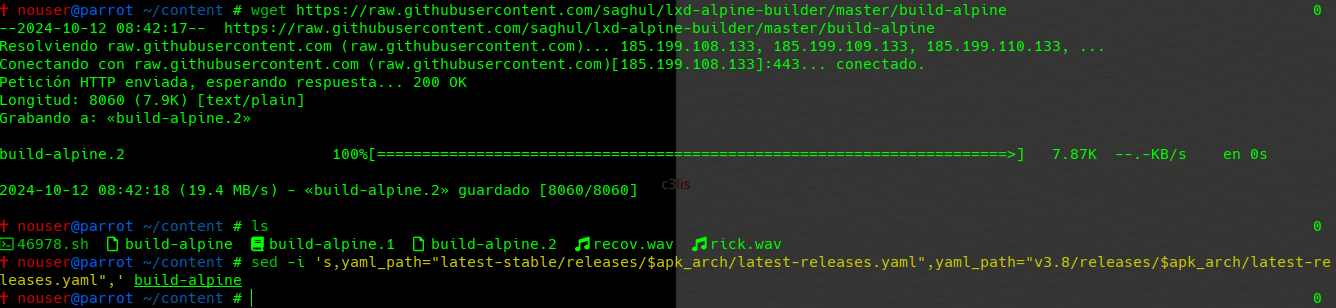 ✝ nouser@parrot ~/content # wget https://raw.githubusercontent.com/saghul/lxd-alpine-builder/master/build-alpine 0
--2024-10-12 08:42:17--  https://raw.githubusercontent.com/saghul/lxd-alpine-builder/master/build-alpine
Resolviendo raw.githubusercontent.com (raw.githubusercontent.com)... 185.199.108.133, 185.199.109.133, 185.199.110.133, ...
Conectando con raw.githubusercontent.com (raw.githubusercontent.com)[185.199.108.133]:443... conectado.
Petición HTTP enviada, esperando respuesta... 200 OK
Longitud: 8060 (7.9K) [text/plain]
Grabando a: «build-alpine.2»
build-alpine.2 100%[======================================================================>] 7.87K --.-KB/s en 0s
2024-10-12 08:42:18 (19.4 MB/s) - «build-alpine.2» guardado [8060/8060]
c3lis
✝ nouser@parrot ~/content # ls 0
46978.sh build-alpine build-alpine.1 build-alpine.2 recov.wav rick.wav
✝ nouser@parrot ~/content # sed -i 's,yaml_path="latest-stable/releases/$apk_arch/latest-releases.yaml",yaml_path="v3.8/releases/$apk_arch/latest-re
leases.yaml",' build-alpine
✝ nouser@parrot ~/content # 0